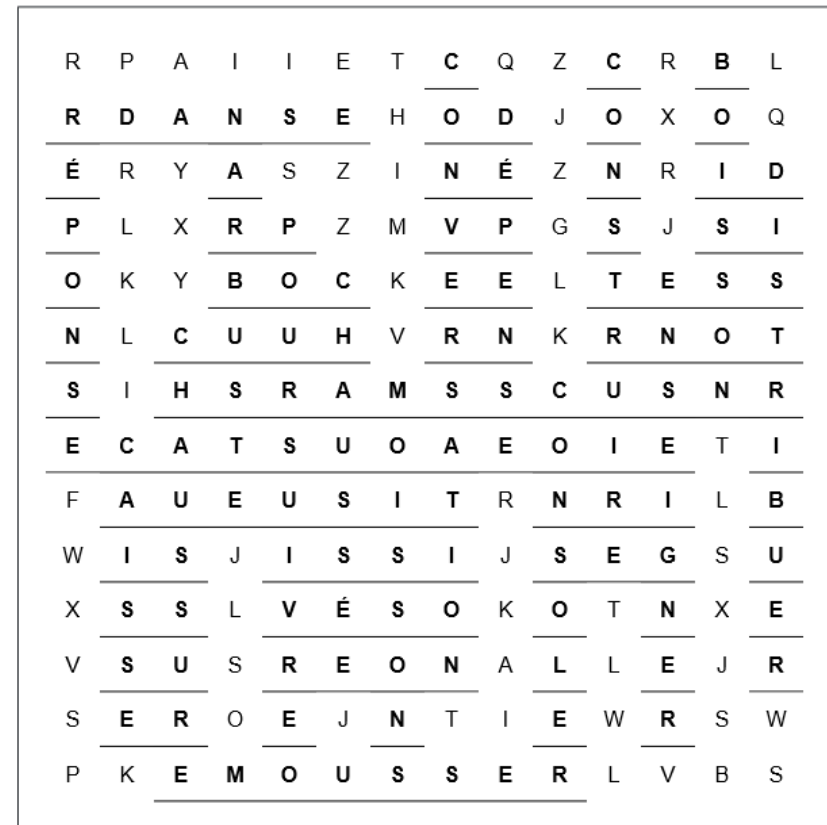 R P A I I E T C Q Z C R B L
R D A N S E H O D J O X O Q
É R Y A S Z I N É Z N R I D
P L X R P Z M V P G S J S I
O K Y B O C K E E L T E S S
N L C U U H V R N K R N O T
S I H S R A M S S C U S N R
E C A T S U O A E O I E T I
F A U E U S I T R N R I L B
W I S J I S S I J S E G S U
X S S L V É S O K O T N X E
V S U S R E O N A L L E J R
S E R O E J N T I E W R S W
P K E M O U S S E R L V B S